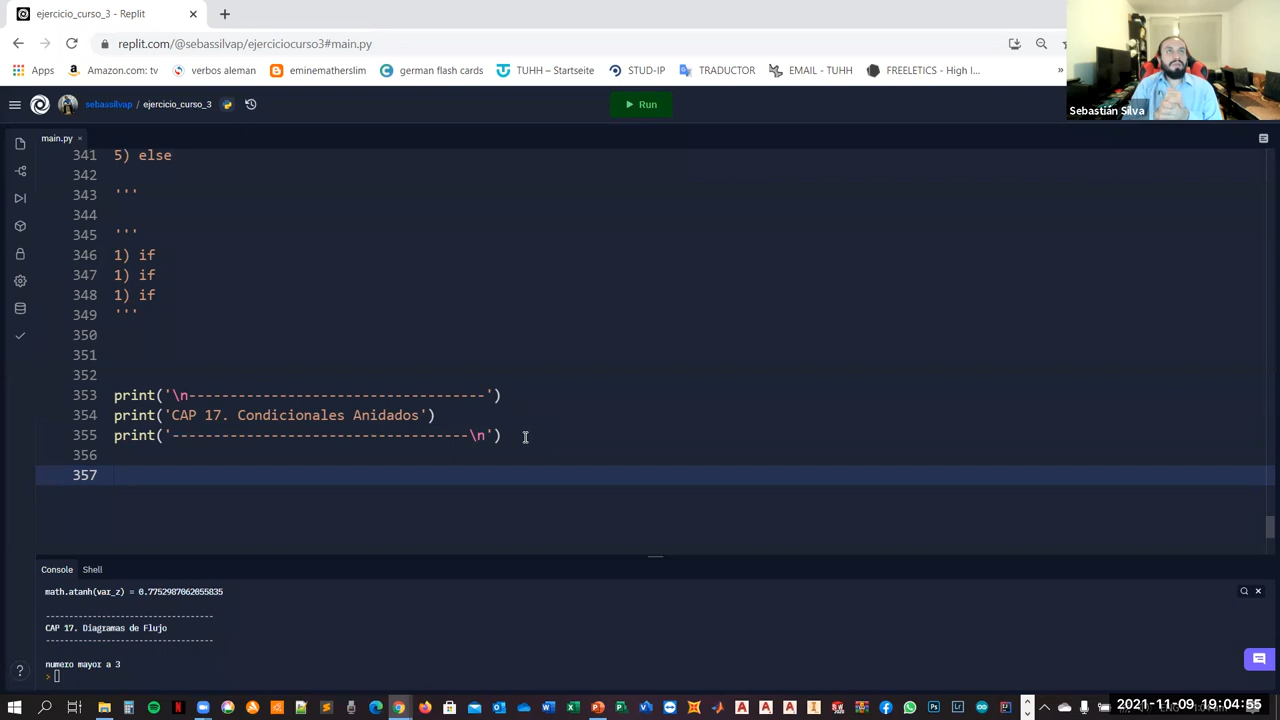 ejercicio_curso_3 - Replit
replit.com/@sebassilvap/ejerciciocurso3#main.py
Apps
Amazon.com: tv
verbos aleman
eminematherslim
german flash card
TUHH – Startseite
STUD-IP
TRADUCTOR
EMAIL - TUHH
FREELETICS - High I...
»
Sebastián Silva
sebassilvap / ejercicio_curso_3
Run
main.py
341 5) else
342
343 '''
344
345 '''
346 1) if
347 1) if
348 1) if
349 '''
350
351
352
353 print('\n------------------------------------')
354 print('CAP 17. Condicionales Anidados')
355 print('------------------------------------\n')
356
357
Console
Shell
math.atanh(var_z) = 0.7752987062055835
------------------------------------
CAP 17. Diagramas de Flujo
------------------------------------
numero mayor a 3
>
2021-11-09 19:04:55